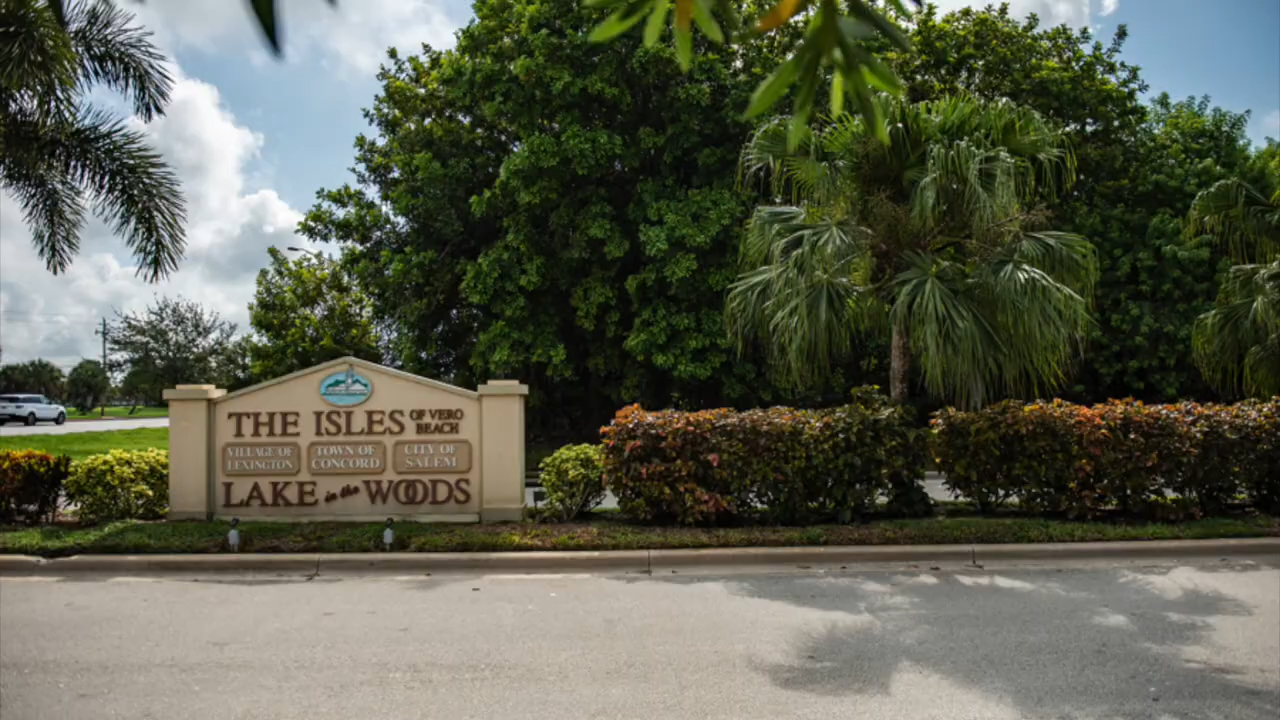 THE ISLES OF VERO BEACH
VILLAGE OF LEXINGTON
TOWN OF CONCORD
CITY OF SALEM
LAKE in the WOODS